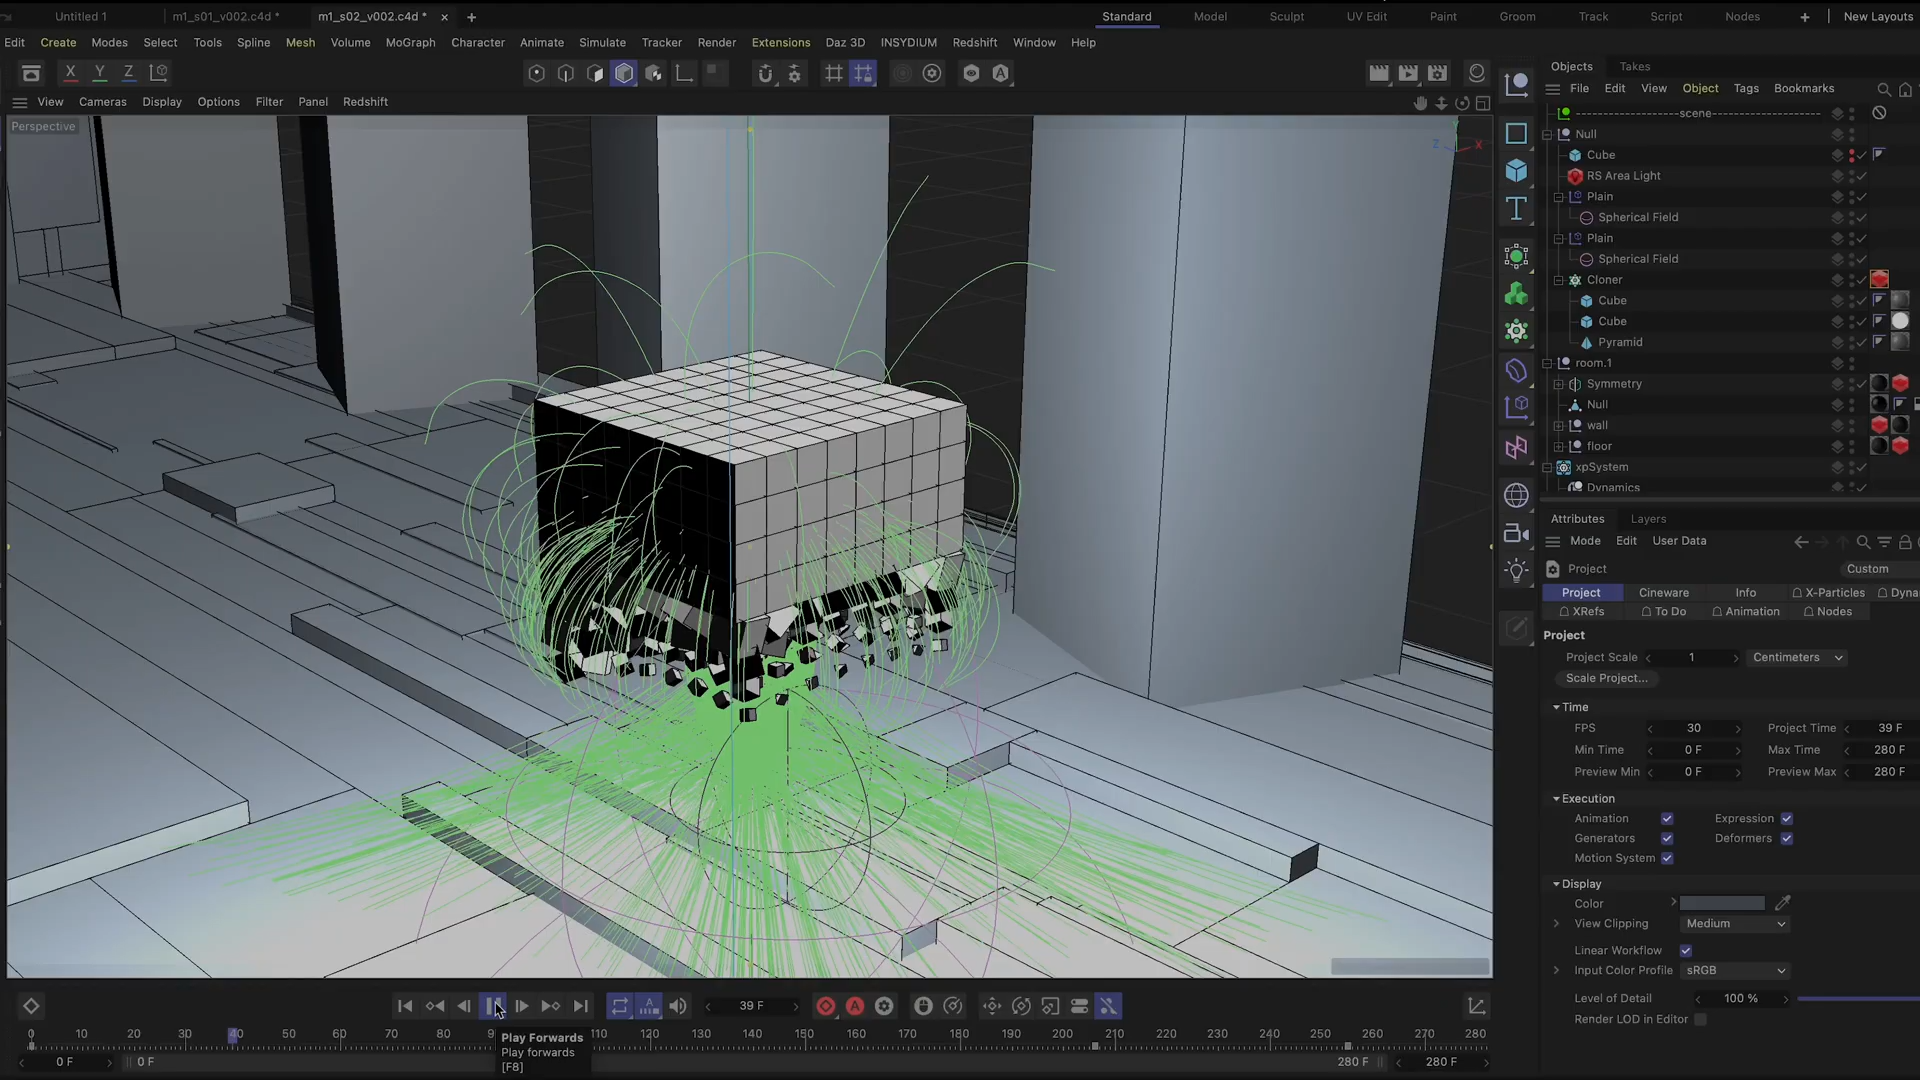 Untitled 1 m1_s01_v002.c4d * m1_s02_v002.c4d * × + Standard Model Sculpt UV Edit Paint Groom Track Script Nodes + New Layouts
Edit Create Modes Select Tools Spline Mesh Volume MoGraph Character Animate Simulate Tracker Render Extensions Daz 3D INSYDIUM Redshift Window Help
X Y Z
Objects Takes
File Edit View Object Tags Bookmarks
View Cameras Display Options Filter Panel Redshift
Perspective
Z X
-------------------scene-------------------
Null
Cube
RS Area Light
Plain
Spherical Field
Plain
Spherical Field
Cloner
Cube
Cube
Pyramid
room.1
Symmetry
Null
wall
floor
xpSystem
Dynamics
Attributes Layers
Mode Edit User Data
Project Custom
Project Cineware Info X-Particles Dyna
XRefs To Do Animation Nodes
Project
Project Scale 1 Centimeters
Scale Project...
Time
FPS 30 Project Time 39 F
Min Time 0 F Max Time 280 F
Preview Min 0 F Preview Max 280 F
Execution
Animation Expression
Generators Deformers
Motion System
Display
Color
View Clipping Medium
Linear Workflow
Input Color Profile sRGB
Level of Detail 100 %
Render LOD in Editor
39 F
0 10 20 30 40 50 60 70 80 110 120 130 140 150 160 170 180 190 200 210 220 230 240 250 260 270 280
Play Forwards
Play forwards
[F8]
0 F 0 F 280 F 280 F